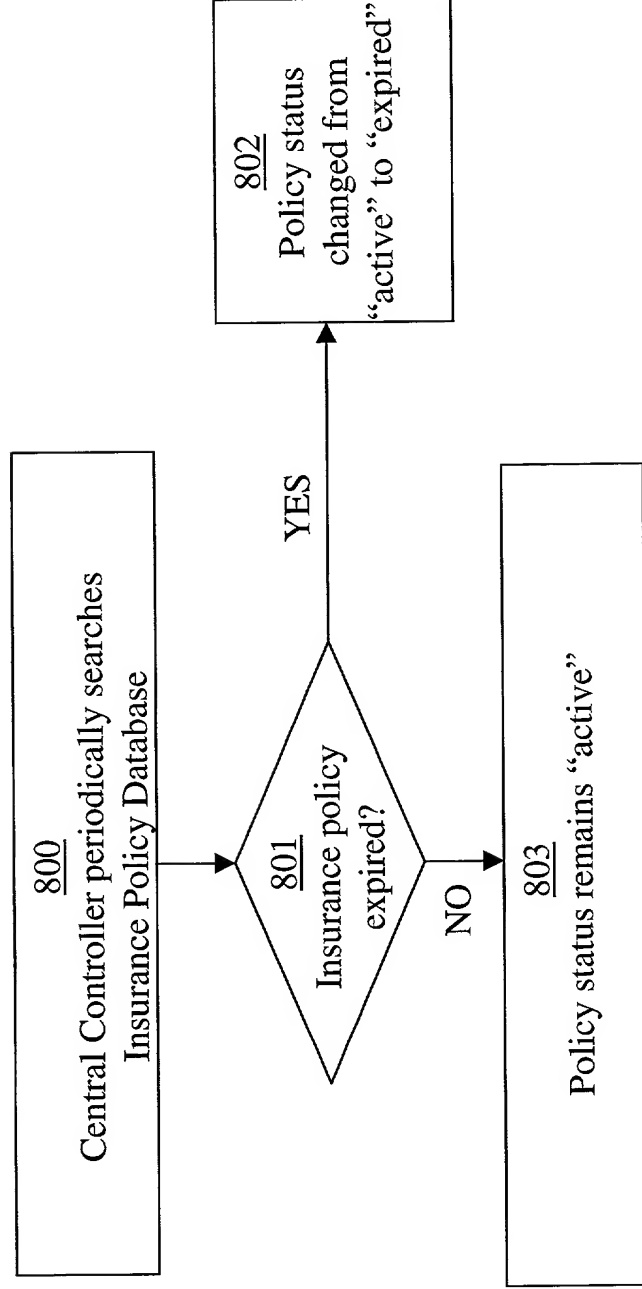 800
Central Controller periodically searches
Insurance Policy Database
801
Insurance policy
expired?
YES
802
Policy status
changed from
“active” to “expired”
NO
803
Policy status remains “active”